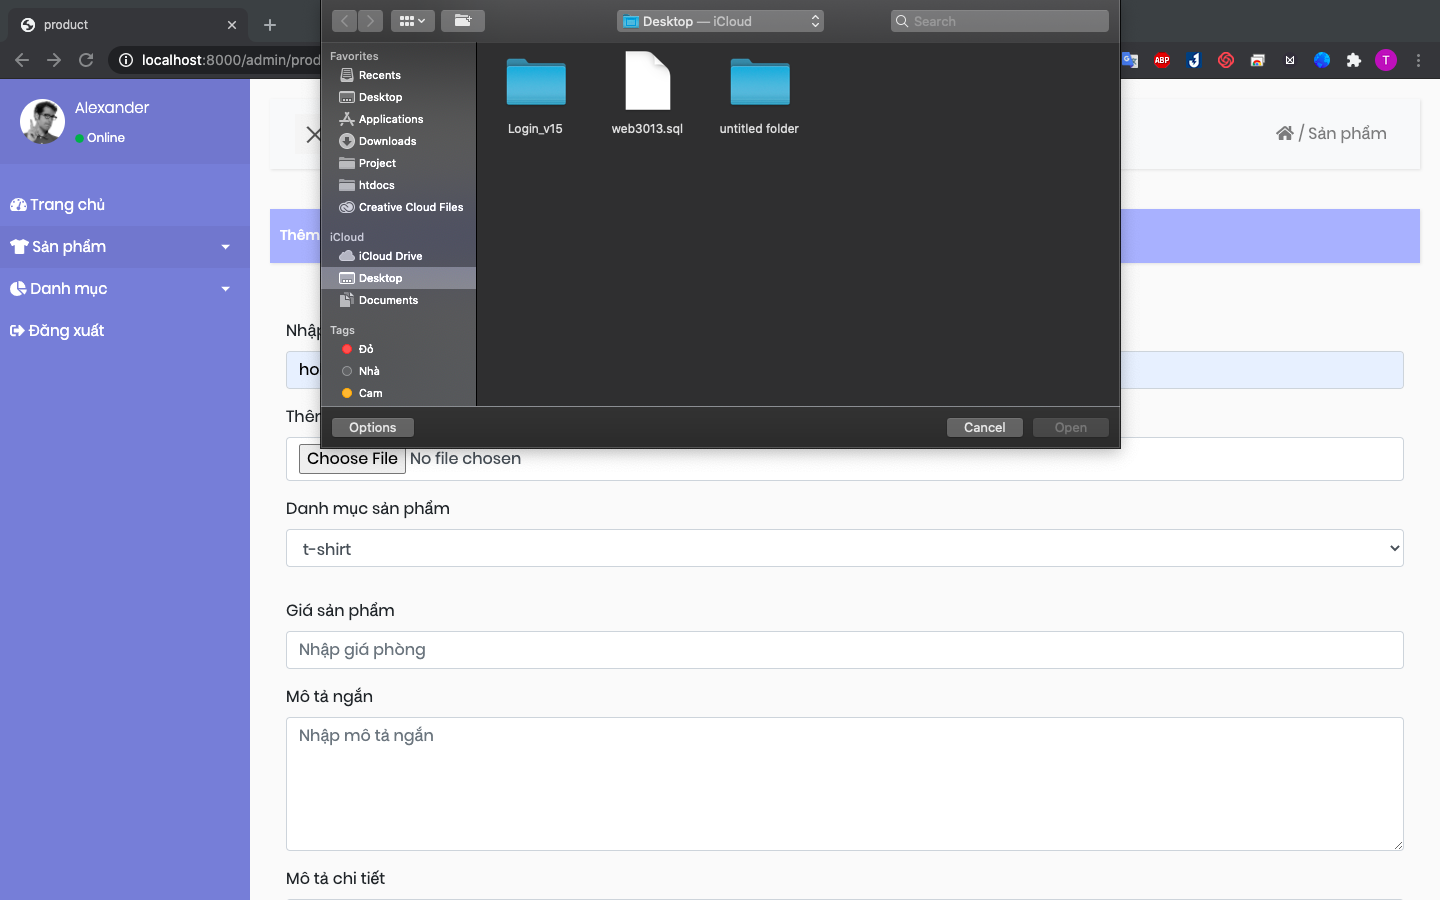 product
Desktop — iCloud
Search
localhost:8000/admin/prod
ABP
T
Favorites
Recents
Desktop
Applications
Downloads
Project
htdocs
Creative Cloud Files
iCloud
iCloud Drive
Desktop
Documents
Tags
Đỏ
Nhà
Cam
Login_v15
web3013.sql
untitled folder
Options
Cancel
Open
Alexander
Online
Trang chủ
Sản phẩm
Danh mục
Đăng xuất
/ Sản phẩm
Thêm
Nhập
ho
Choose File No file chosen
Danh mục sản phẩm
t-shirt
Giá sản phẩm
Nhập giá phòng
Mô tả ngắn
Nhập mô tả ngắn
Mô tả chi tiết